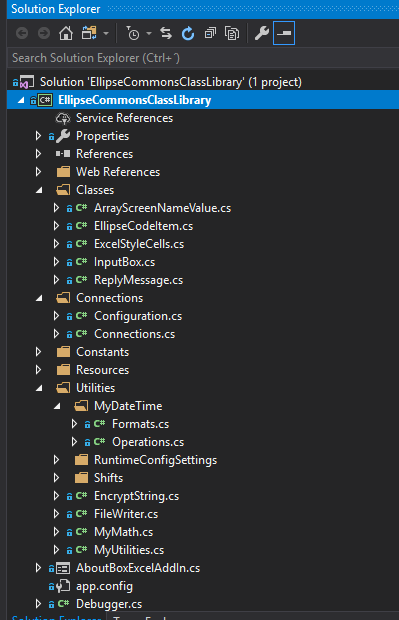 Solution Explorer
Search Solution Explorer (Ctrl+¨)
Solution 'EllipseCommonsClassLibrary' (1 project)
C# EllipseCommonsClassLibrary
Service References
Properties
References
Web References
Classes
C# ArrayScreenNameValue.cs
C# EllipseCodeItem.cs
C# ExcelStyleCells.cs
C# InputBox.cs
C# ReplyMessage.cs
Connections
C# Configuration.cs
C# Connections.cs
Constants
Resources
Utilities
MyDateTime
C# Formats.cs
C# Operations.cs
RuntimeConfigSettings
Shifts
C# EncryptString.cs
C# FileWriter.cs
C# MyMath.cs
C# MyUtilities.cs
AboutBoxExcelAddIn.cs
app.config
C# Debugger.cs
Solution Explorer